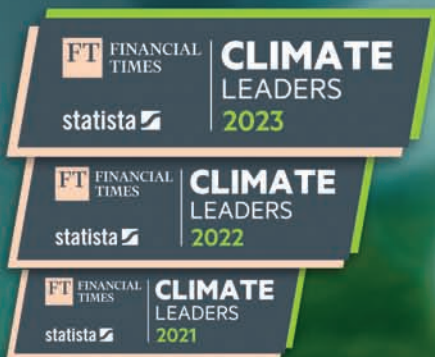 FT FINANCIAL
TIMES
statista
CLIMATE
LEADERS
2023
FT FINANCIAL
TIMES
statista
CLIMATE
LEADERS
2022
FT FINANCIAL
TIMES
statista
CLIMATE
LEADERS
2021